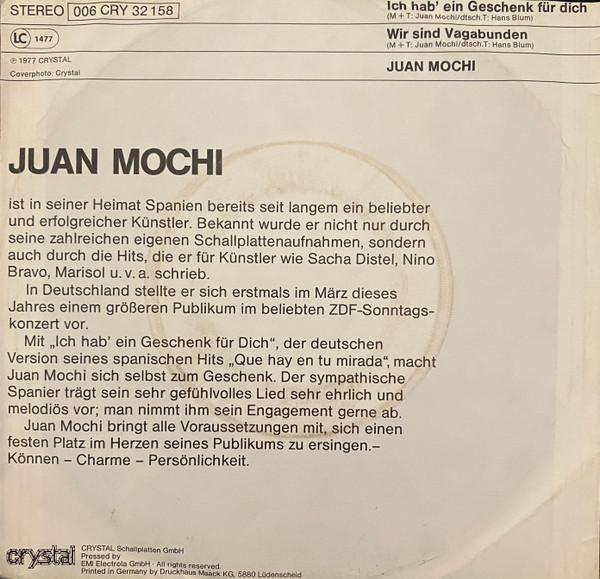 STEREO 006 CRY 32 158
LC 1477
℗ 1977 CRYSTAL
Coverphoto: Crystal
Ich hab' ein Geschenk für dich
(M + T: Juan Mochi/dtsch.T: Hans Blum)
Wir sind Vagabunden
(M + T: Juan Mochi/dtsch.T: Hans Blum)
JUAN MOCHI
JUAN MOCHI
ist in seiner Heimat Spanien bereits seit langem ein beliebter
und erfolgreicher Künstler. Bekannt wurde er nicht nur durch
seine zahlreichen eigenen Schallplattenaufnahmen, sondern
auch durch die Hits, die er für Künstler wie Sacha Distel, Nino
Bravo, Marisol u. v. a. schrieb.
In Deutschland stellte er sich erstmals im März dieses
Jahres einem größeren Publikum im beliebten ZDF-Sonntags-
konzert vor.
Mit „Ich hab' ein Geschenk für Dich“, der deutschen
Version seines spanischen Hits „Que hay en tu mirada“, macht
Juan Mochi sich selbst zum Geschenk. Der sympathische
Spanier trägt sein sehr gefühlvolles Lied sehr ehrlich und
melodiös vor; man nimmt ihm sein Engagement gerne ab.
Juan Mochi bringt alle Voraussetzungen mit, sich einen
festen Platz im Herzen seines Publikums zu ersingen.–
Können – Charme – Persönlichkeit.
crystal
CRYSTAL Schallplatten GmbH
Pressed by
EMI Electrola GmbH · All rights reserved.
Printed in Germany by Druckhaus Maack KG, 5880 Lüdenscheid